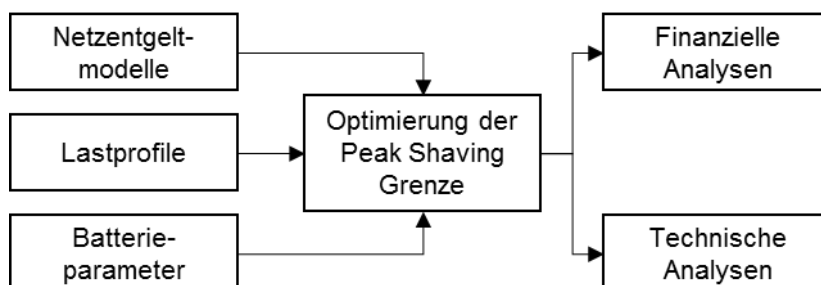 Netzentgelt-
modelle
Lastprofile
Batterie-
parameter
Optimierung der
Peak Shaving
Grenze
Finanzielle
Analysen
Technische
Analysen